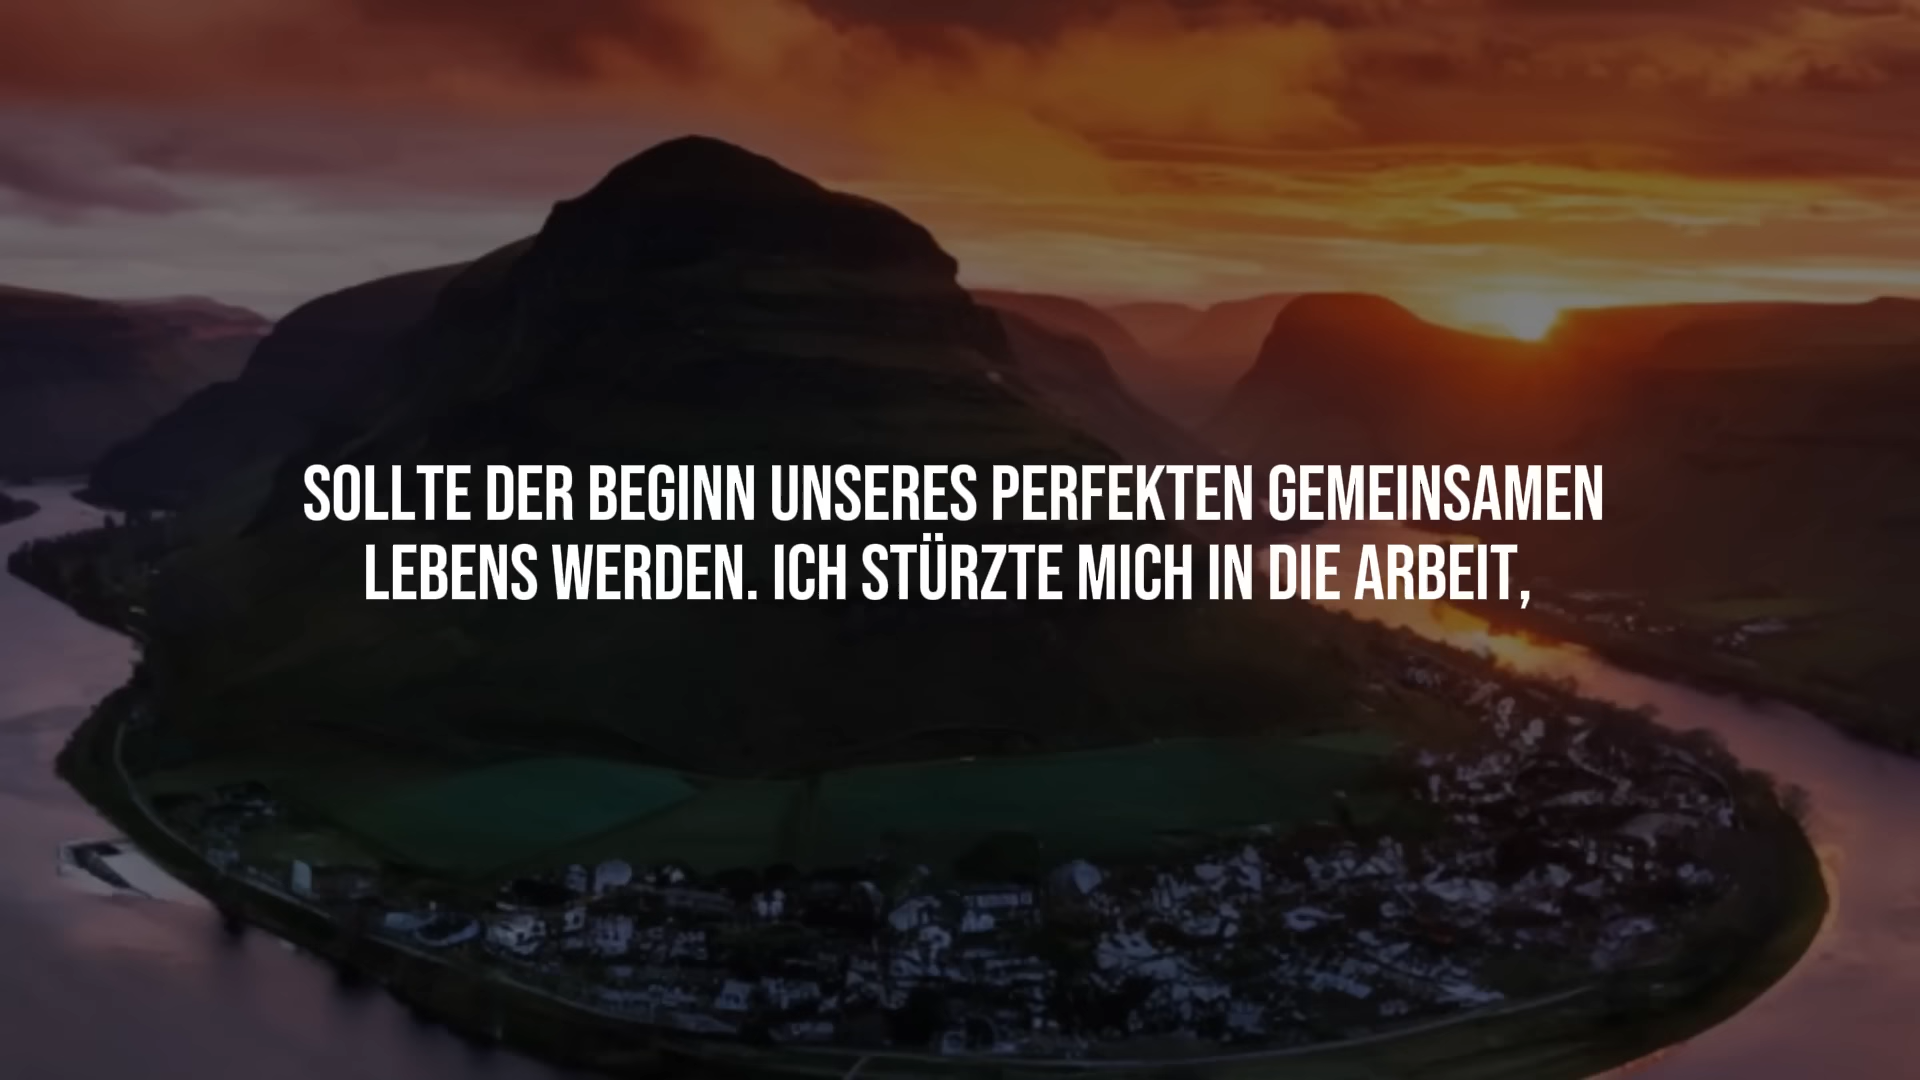 SOLLTE DER BEGINN UNSERES PERFEKTEN GEMEINSAMEN
LEBENS WERDEN. ICH STÜRZTE MICH IN DIE ARBEIT,